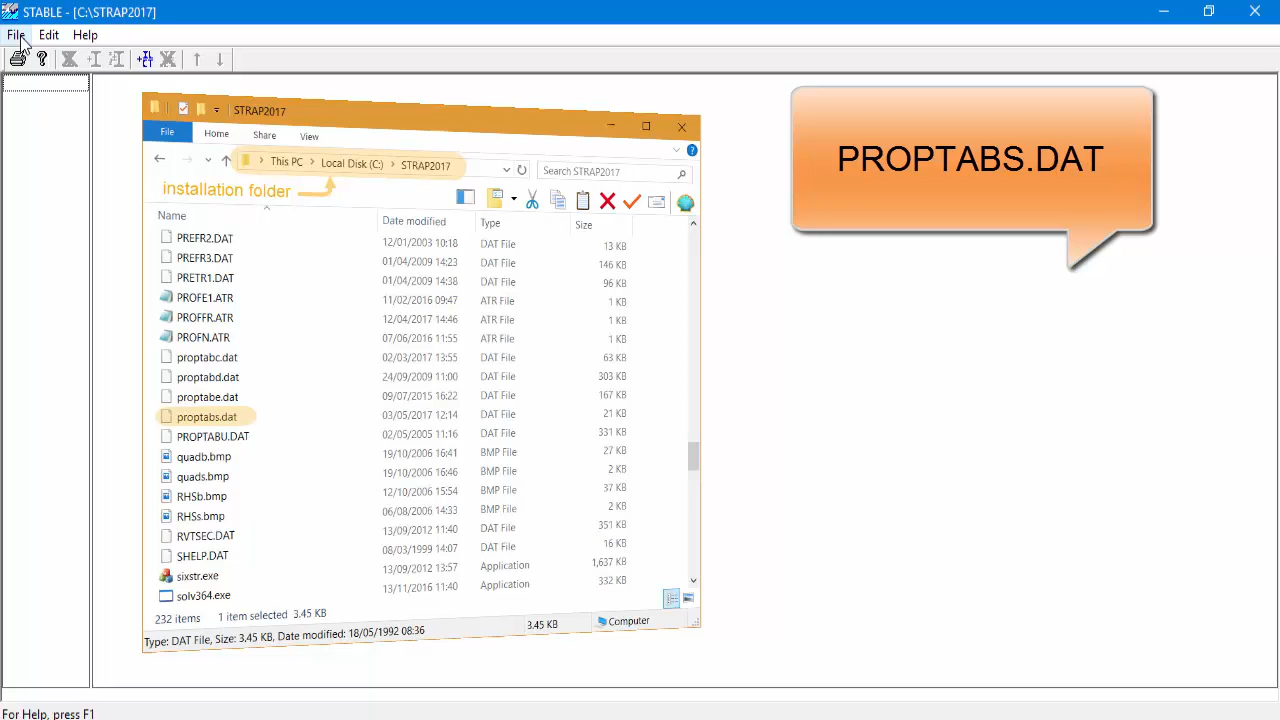 STABLE - [C:\STRAP2017]
File Edit Help
STRAP2017
File Home Share View
This PC > Local Disk (C:) > STRAP2017
Search STRAP2017
installation folder
Name Date modified Type Size
PREFR2.DAT 12/01/2003 10:18 DAT File 13 KB
PREFR3.DAT 01/04/2009 14:23 DAT File 146 KB
PRETR1.DAT 01/04/2009 14:38 DAT File 96 KB
PROFE1.ATR 11/02/2016 09:47 ATR File 1 KB
PROFFR.ATR 12/04/2017 14:46 ATR File 1 KB
PROFN.ATR 07/06/2016 11:55 ATR File 1 KB
proptabc.dat 02/03/2017 13:55 DAT File 63 KB
proptabd.dat 24/09/2009 11:00 DAT File 303 KB
proptabe.dat 09/07/2015 16:22 DAT File 167 KB
proptabs.dat 03/05/2017 12:14 DAT File 21 KB
PROPTABU.DAT 02/05/2005 11:16 DAT File 331 KB
quadb.bmp 19/10/2006 16:41 BMP File 27 KB
quads.bmp 19/10/2006 16:46 BMP File 2 KB
RHSb.bmp 12/10/2006 15:54 BMP File 37 KB
RHSs.bmp 06/08/2006 14:33 BMP File 2 KB
RVTSEC.DAT 13/09/2012 11:40 DAT File 351 KB
SHELP.DAT 08/03/1999 14:07 DAT File 16 KB
sixstr.exe 13/09/2012 13:57 Application 1,637 KB
solv364.exe 13/11/2016 11:40 Application 332 KB
232 items 1 item selected 3.45 KB
Type: DAT File, Size: 3.45 KB, Date modified: 18/05/1992 08:36 3.45 KB Computer
PROPTABS.DAT
For Help, press F1